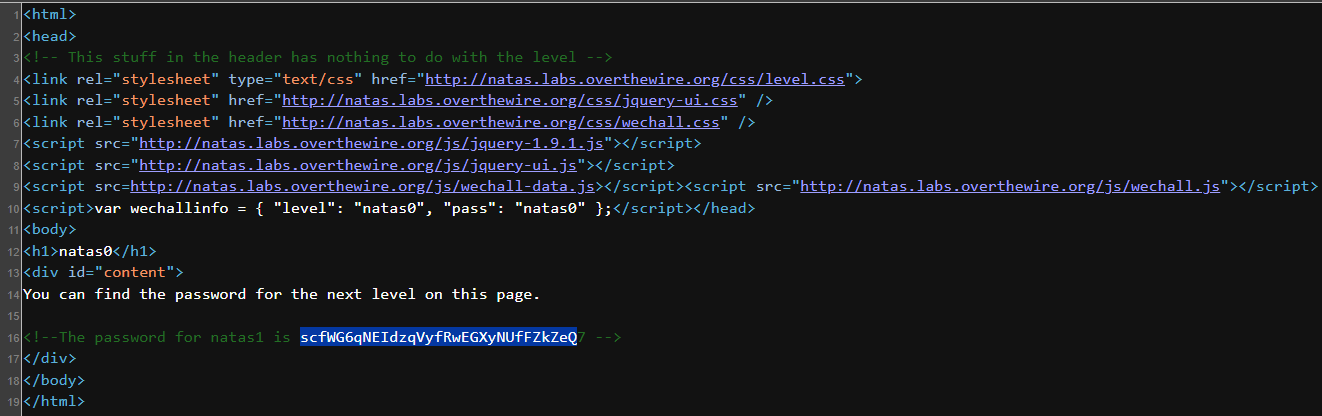 1<html>
2<head>
3<!-- This stuff in the header has nothing to do with the level -->
4<link rel="stylesheet" type="text/css" href="http://natas.labs.overthewire.org/css/level.css">
5<link rel="stylesheet" href="http://natas.labs.overthewire.org/css/jquery-ui.css" />
6<link rel="stylesheet" href="http://natas.labs.overthewire.org/css/wechall.css" />
7<script src="http://natas.labs.overthewire.org/js/jquery-1.9.1.js"></script>
8<script src="http://natas.labs.overthewire.org/js/jquery-ui.js"></script>
9<script src=http://natas.labs.overthewire.org/js/wechall-data.js></script><script src="http://natas.labs.overthewire.org/js/wechall.js"></script>
10<script>var wechallinfo = { "level": "natas0", "pass": "natas0" };</script></head>
11<body>
12<h1>natas0</h1>
13<div id="content">
14You can find the password for the next level on this page.
15
16<!--The password for natas1 is scfWG6qNEIdzqVyfRwEGXyNUfFZkZeQ7 -->
17</div>
18</body>
19</html>